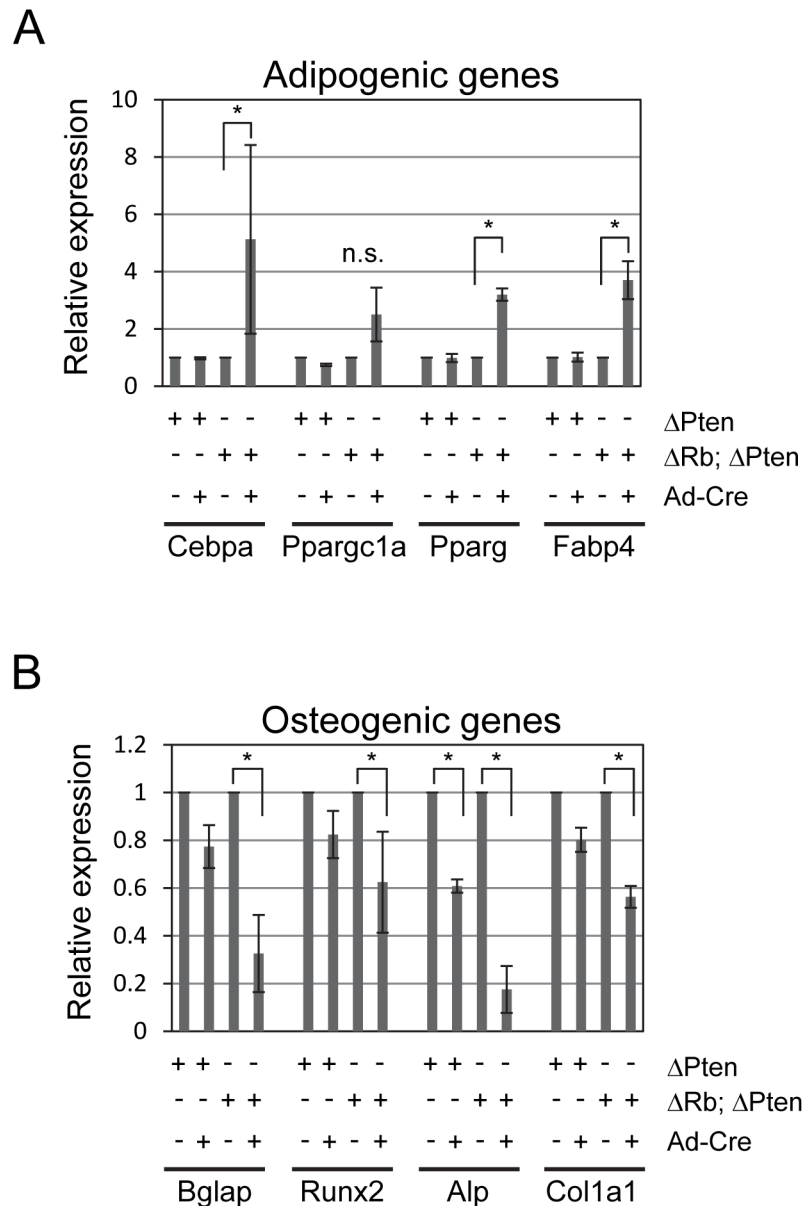 A
Adipogenic genes
Relative expression
10
8
6
4
2
0
*
n.s.
*
*
+ + - - + + - - + + - - + + - - ΔPten
- - + + - - + + - - + + - - + + ΔRb; ΔPten
- + - + - + - + - + - + - + - + Ad-Cre
Cebpa Ppargc1a Pparg Fabp4
B
Osteogenic genes
Relative expression
1.2
1
0.8
0.6
0.4
0.2
0
* * * * *
+ + - - + + - - + + - - + + - - ΔPten
- - + + - - + + - - + + - - + + ΔRb; ΔPten
- + - + - + - + - + - + - + - + Ad-Cre
Bglap Runx2 Alp Col1a1